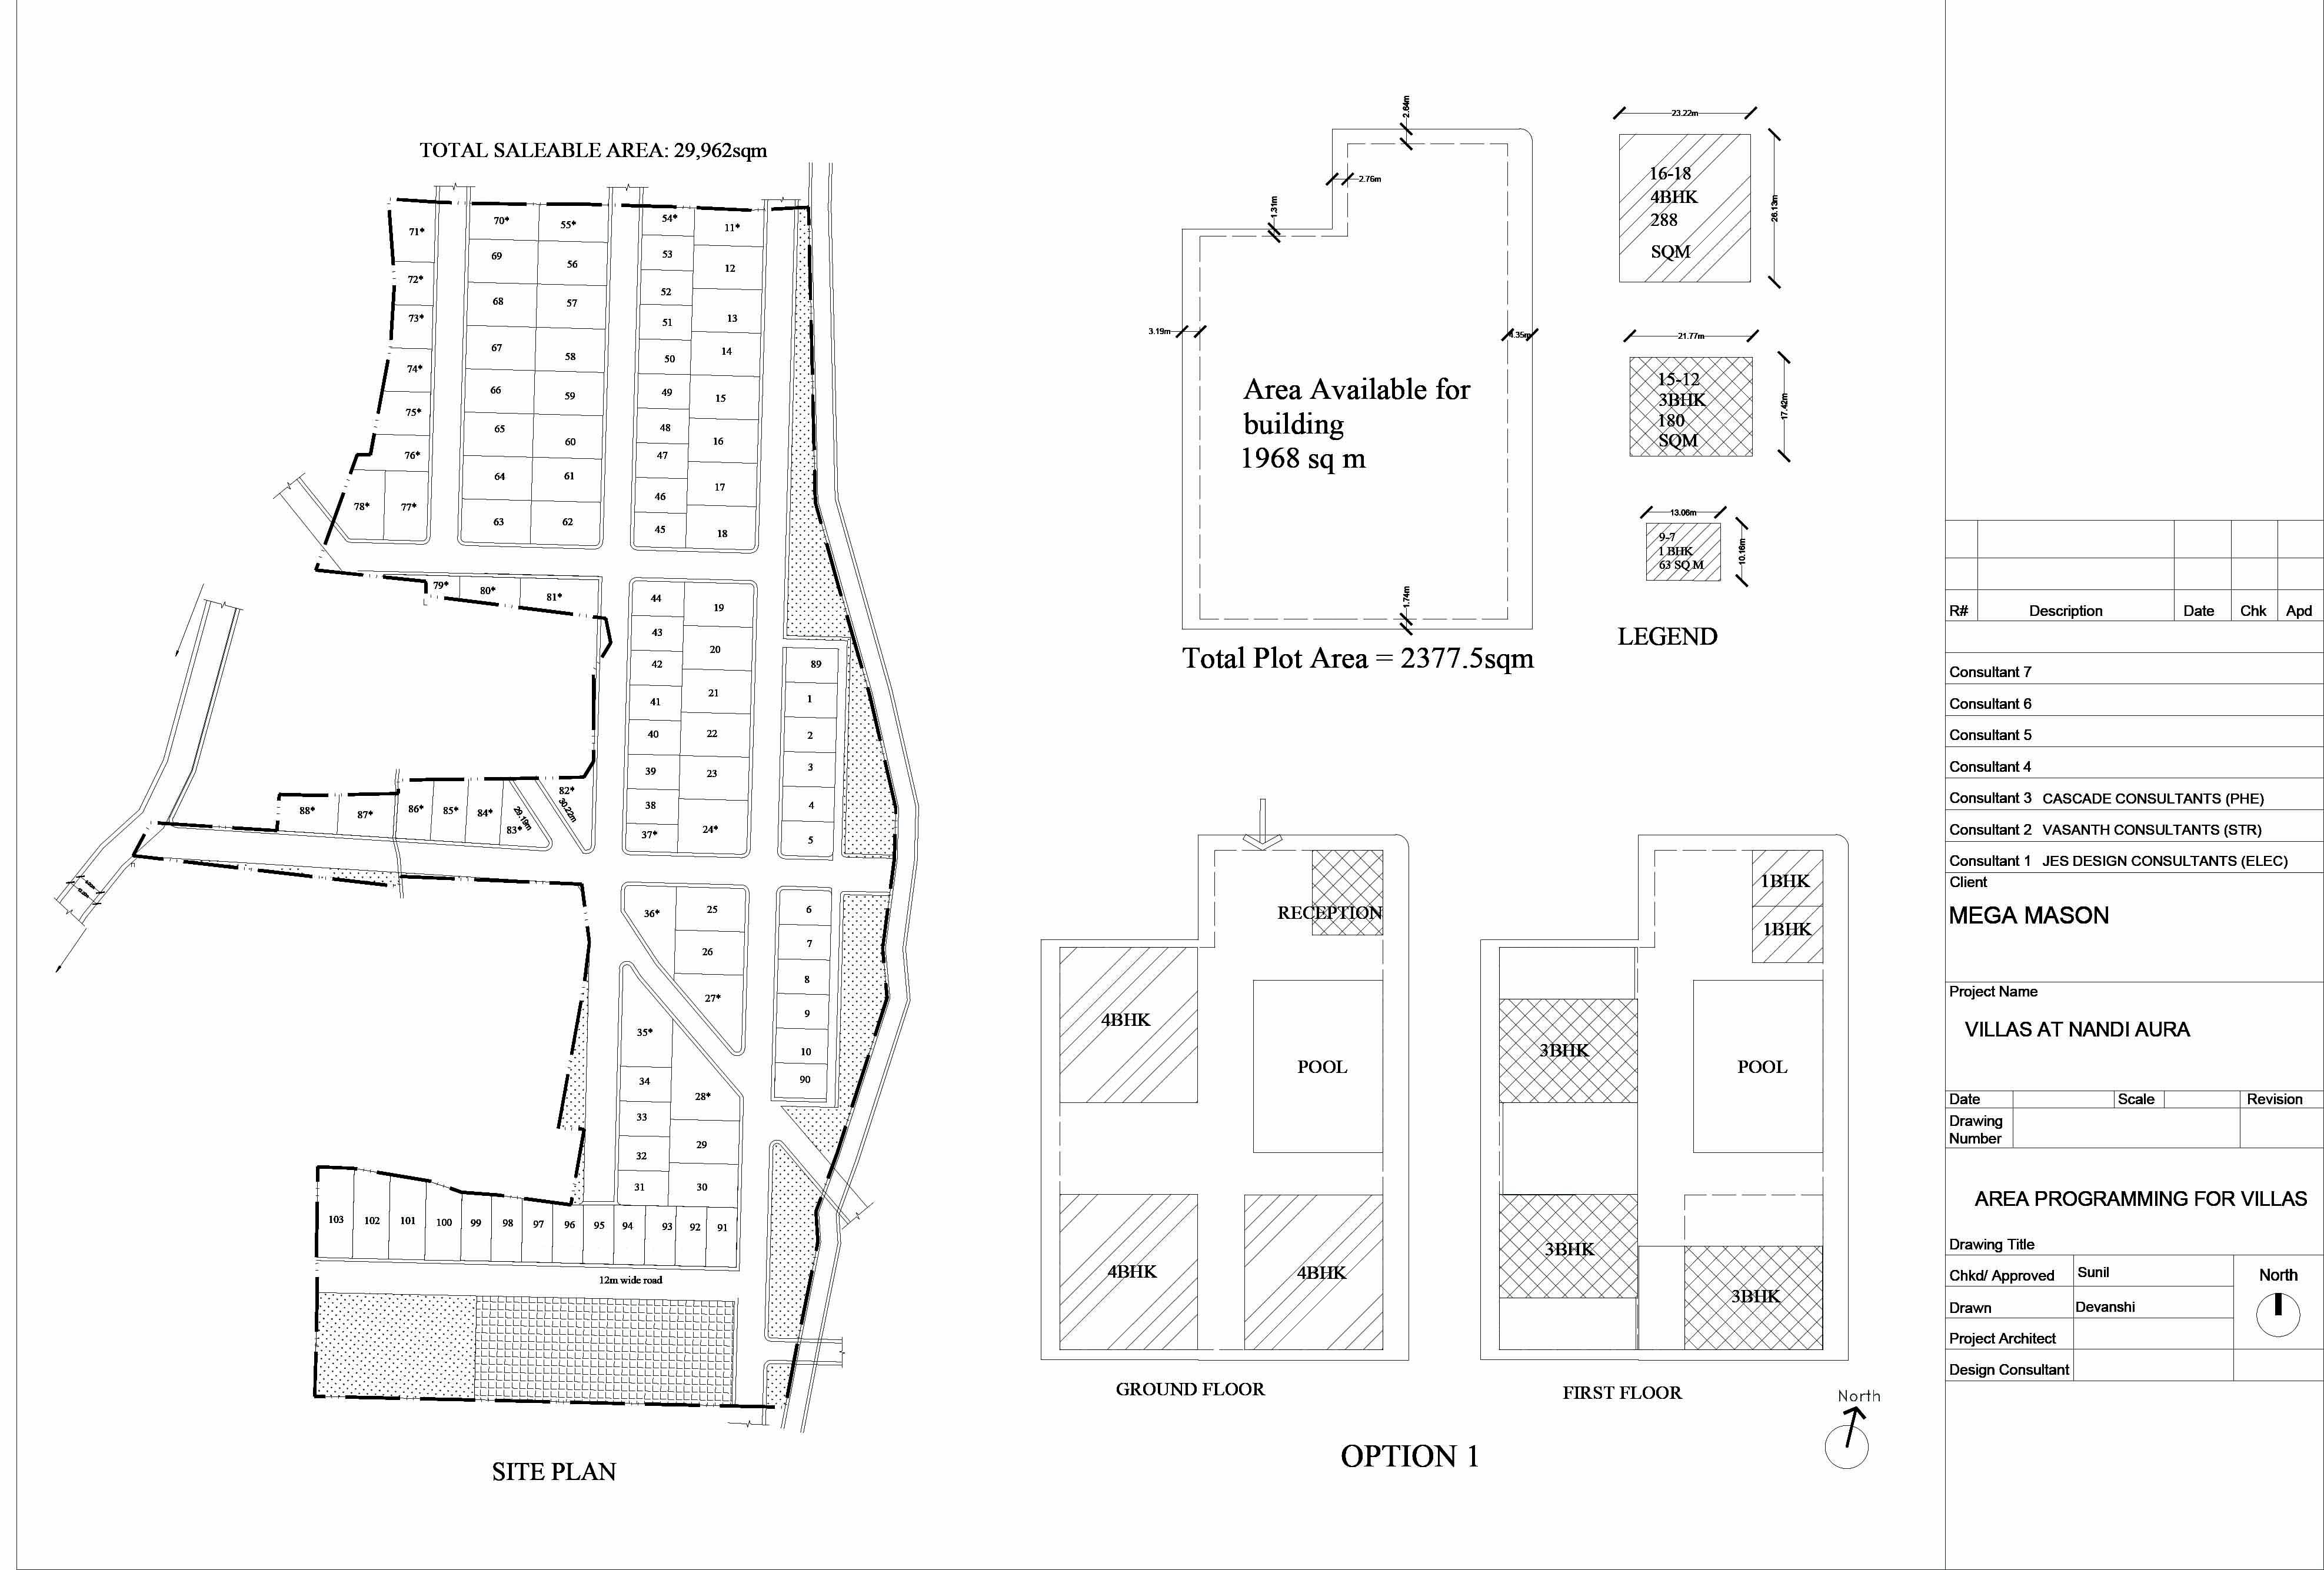 TOTAL SALEABLE AREA: 29,962sqm
71*
70*
55*
54*
11*
72*
69
56
53
12
73*
68
57
52
13
51
74*
67
58
50
14
75*
66
59
49
15
76*
65
60
48
16
47
78*
77*
64
61
46
17
63
62
45
18
79*
80*
81*
44
19
43
20
89
42
41
21
1
40
22
2
39
23
3
82*
30.22m
88*
87*
86*
85*
84*
29.19m
83*
38
4
37*
24*
5
36*
25
6
26
7
27*
8
35*
9
10
34
28*
90
33
32
29
31
30
103
102
101
100
99
98
97
96
95
94
93
92
91
12m wide road
SITE PLAN
2.64m
2.76m
1.31m
3.19m
4.35m
Area Available for
building
1968 sq m
1.74m
Total Plot Area = 2377.5sqm
23.22m
16-18
4BHK
288
SQM
26.13m
21.77m
15-12
3BHK
180
SQM
17.42m
13.06m
9-7
1 BHK
63 SQ M
10.16m
LEGEND
RECEPTION
4BHK
POOL
4BHK
4BHK
GROUND FLOOR
1BHK
1BHK
3BHK
POOL
3BHK
3BHK
FIRST FLOOR
OPTION 1
North
R# Description Date Chk Apd
Consultant 7
Consultant 6
Consultant 5
Consultant 4
Consultant 3 CASCADE CONSULTANTS (PHE)
Consultant 2 VASANTH CONSULTANTS (STR)
Consultant 1 JES DESIGN CONSULTANTS (ELEC)
Client
MEGA MASON
Project Name
VILLAS AT NANDI AURA
Date Scale Revision
Drawing
Number
AREA PROGRAMMING FOR VILLAS
Drawing Title
Chkd/ Approved Sunil North
Drawn Devanshi
Project Architect
Design Consultant